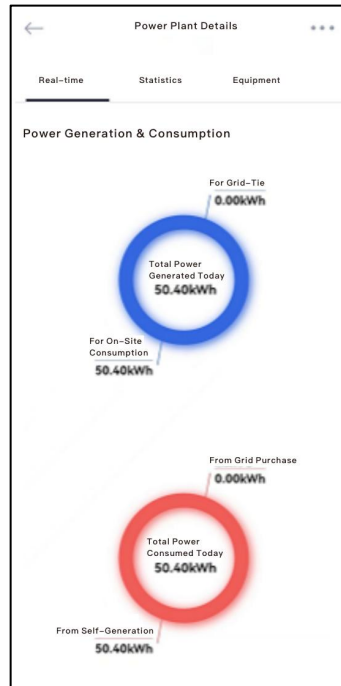 Power Plant Details
Real-time
Statistics
Equipment
Power Generation & Consumption
For Grid-Tie
0.00kWh
Total Power
Generated Today
50.40kWh
For On-Site
Consumption
50.40kWh
From Grid Purchase
0.00kWh
Total Power
Consumed Today
50.40kWh
From Self-Generation
50.40kWh